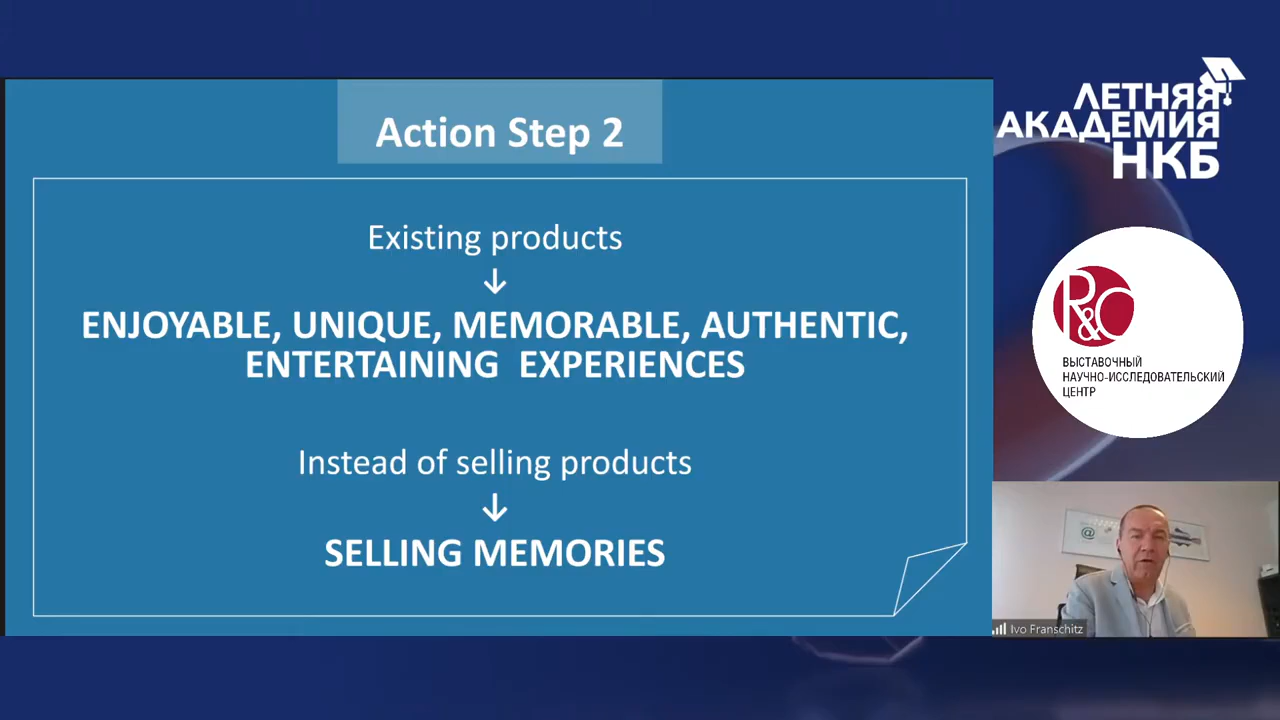 Action Step 2
Existing products
↓
ENJOYABLE, UNIQUE, MEMORABLE, AUTHENTIC,
ENTERTAINING EXPERIENCES
Instead of selling products
↓
SELLING MEMORIES
ЛЕТНЯЯ
АКАДЕМИЯ
НКБ
R&C
ВЫСТАВОЧНЫЙ
НАУЧНО-ИССЛЕДОВАТЕЛЬСКИЙ
ЦЕНТР
@
Ivo Franschitz